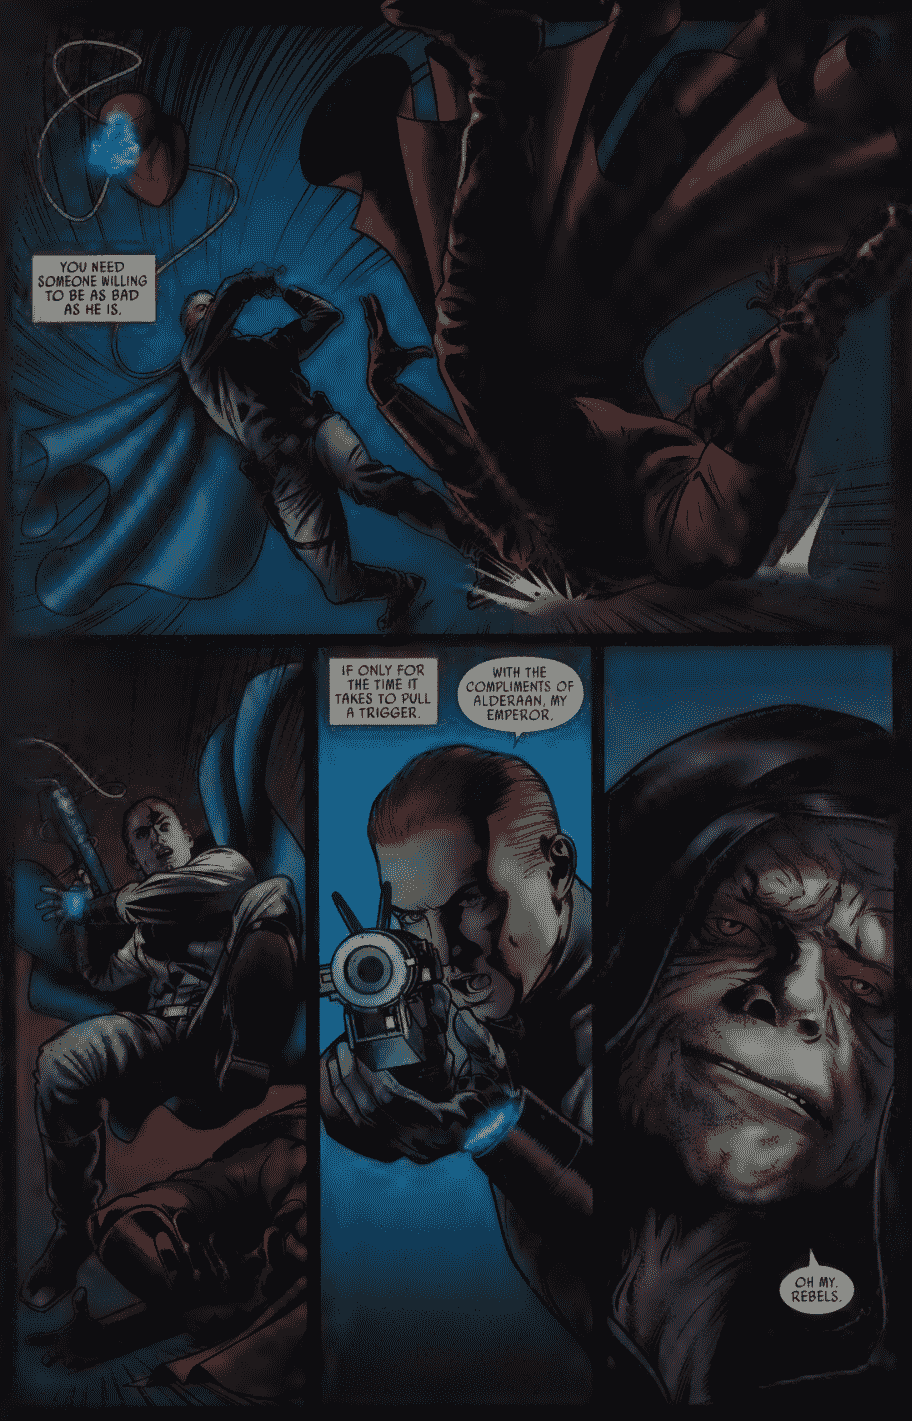 YOU NEED
SOMEONE WILLING
TO BE AS BAD
AS HE IS.
IF ONLY FOR
THE TIME IT
TAKES TO PULL
A TRIGGER.
WITH THE
COMPLIMENTS OF
ALDERAAN, MY
EMPEROR.
OH MY.
REBELS.